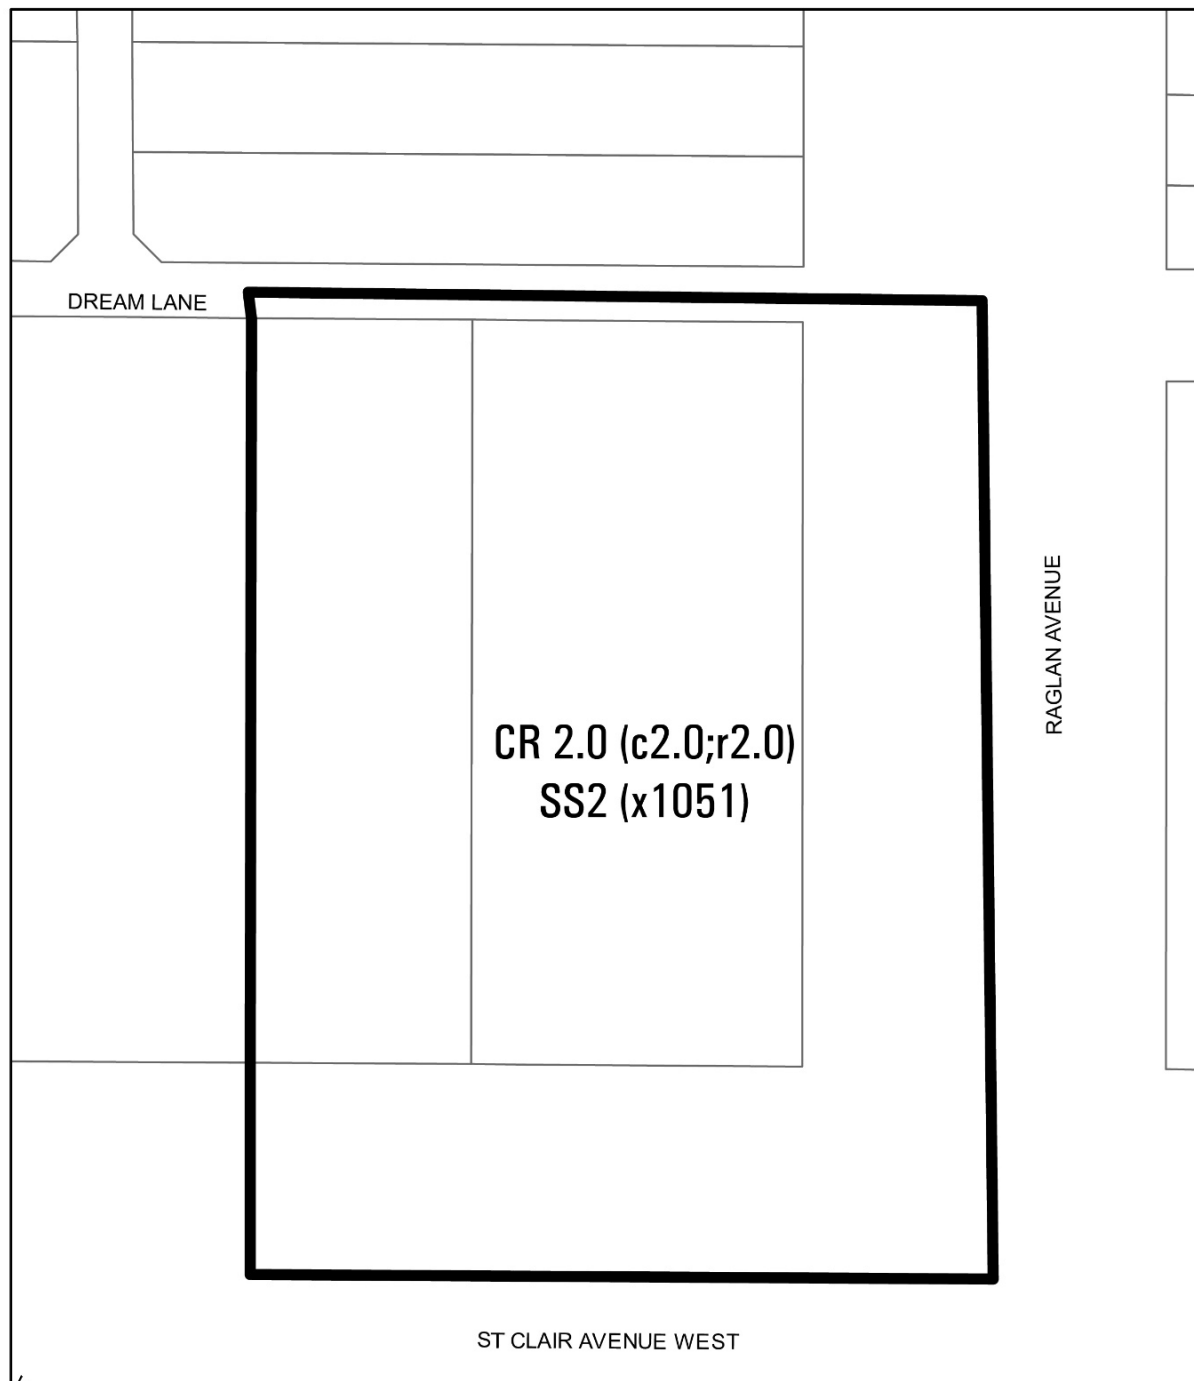 DREAM LANE
RAGLAN AVENUE
CR 2.0 (c2.0;r2.0)
SS2 (x1051)
ST CLAIR AVENUE WEST